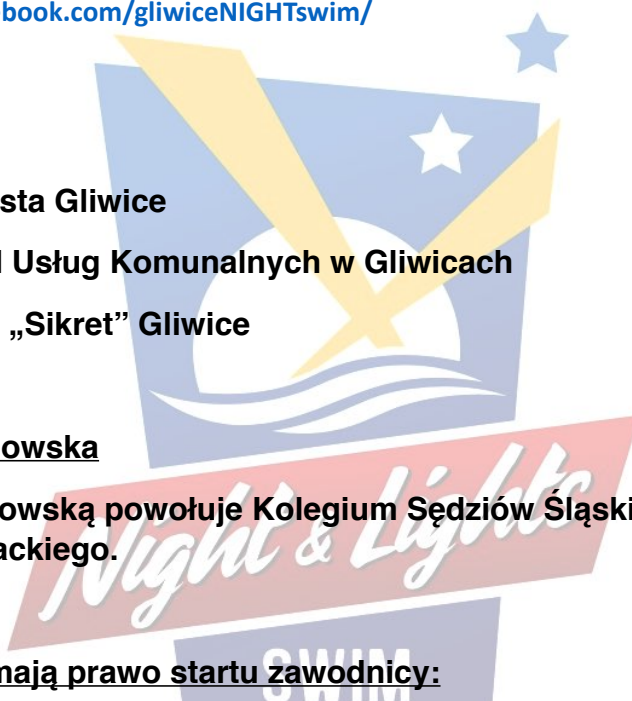 book.com/gliwiceNIGHTswim/
sta Gliwice
Usług Komunalnych w Gliwicach
„Sikret” Gliwice
owska
owską powołuje Kolegium Sędziów Śląski
ackiego.
Night & Lights
mają prawo startu zawodnicy:
SWIM